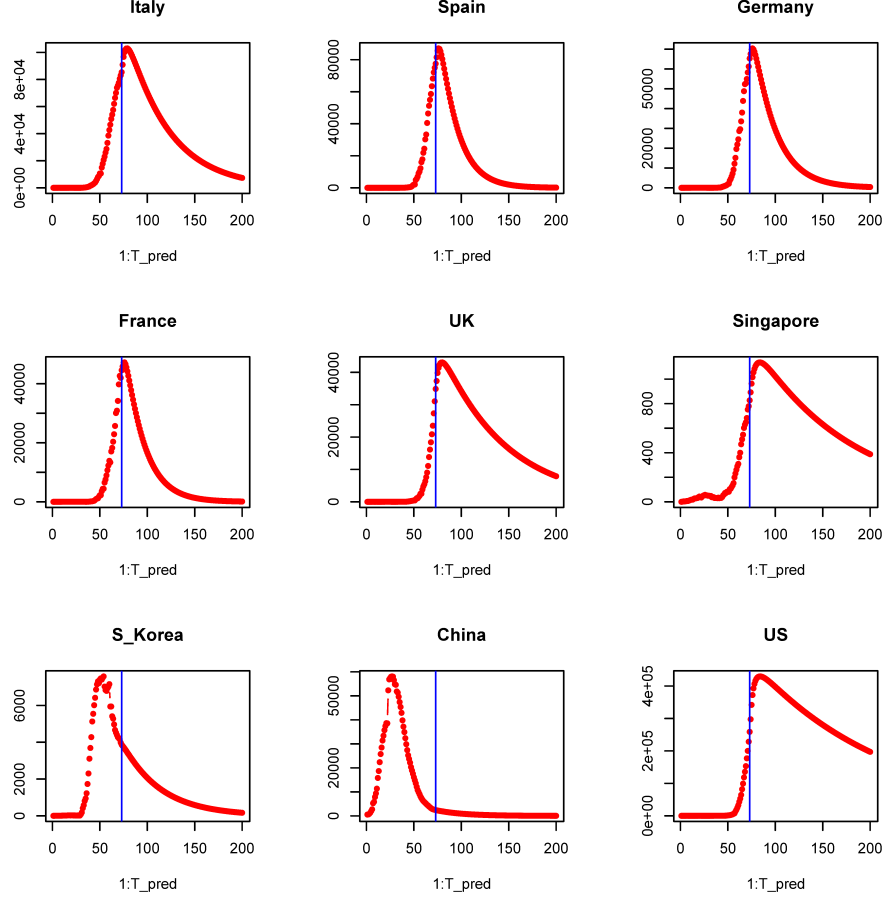 Italy
0e+00 4e+04 8e+04
0 50 100 150 200
1:T_pred
Spain
0 40000 80000
0 50 100 150 200
1:T_pred
Germany
0 20000 50000
0 50 100 150 200
1:T_pred
France
0 20000 40000
0 50 100 150 200
1:T_pred
UK
0 20000 40000
0 50 100 150 200
1:T_pred
Singapore
0 400 800
0 50 100 150 200
1:T_pred
S_Korea
0 2000 6000
0 50 100 150 200
1:T_pred
China
0 20000 50000
0 50 100 150 200
1:T_pred
US
0e+00 2e+05 4e+05
0 50 100 150 200
1:T_pred